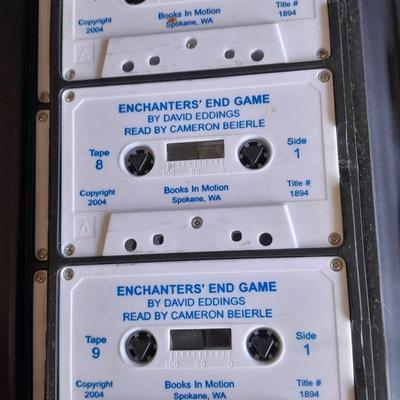 Copyright
2004
Books In Motion
Spokane, WA
Title #
1894
A
ENCHANTERS' END GAME
BY DAVID EDDINGS
READ BY CAMERON BEIERLE
Tape
8
100 50 0
Side
1
Copyright
2004
Books In Motion
Spokane, WA
Title #
1894
A
ENCHANTERS' END GAME
BY DAVID EDDINGS
READ BY CAMERON BEIERLE
Tape
9
100 50 0
Side
1
Copyright
2004
Books In Motion
Spokane, WA
Title #
1894